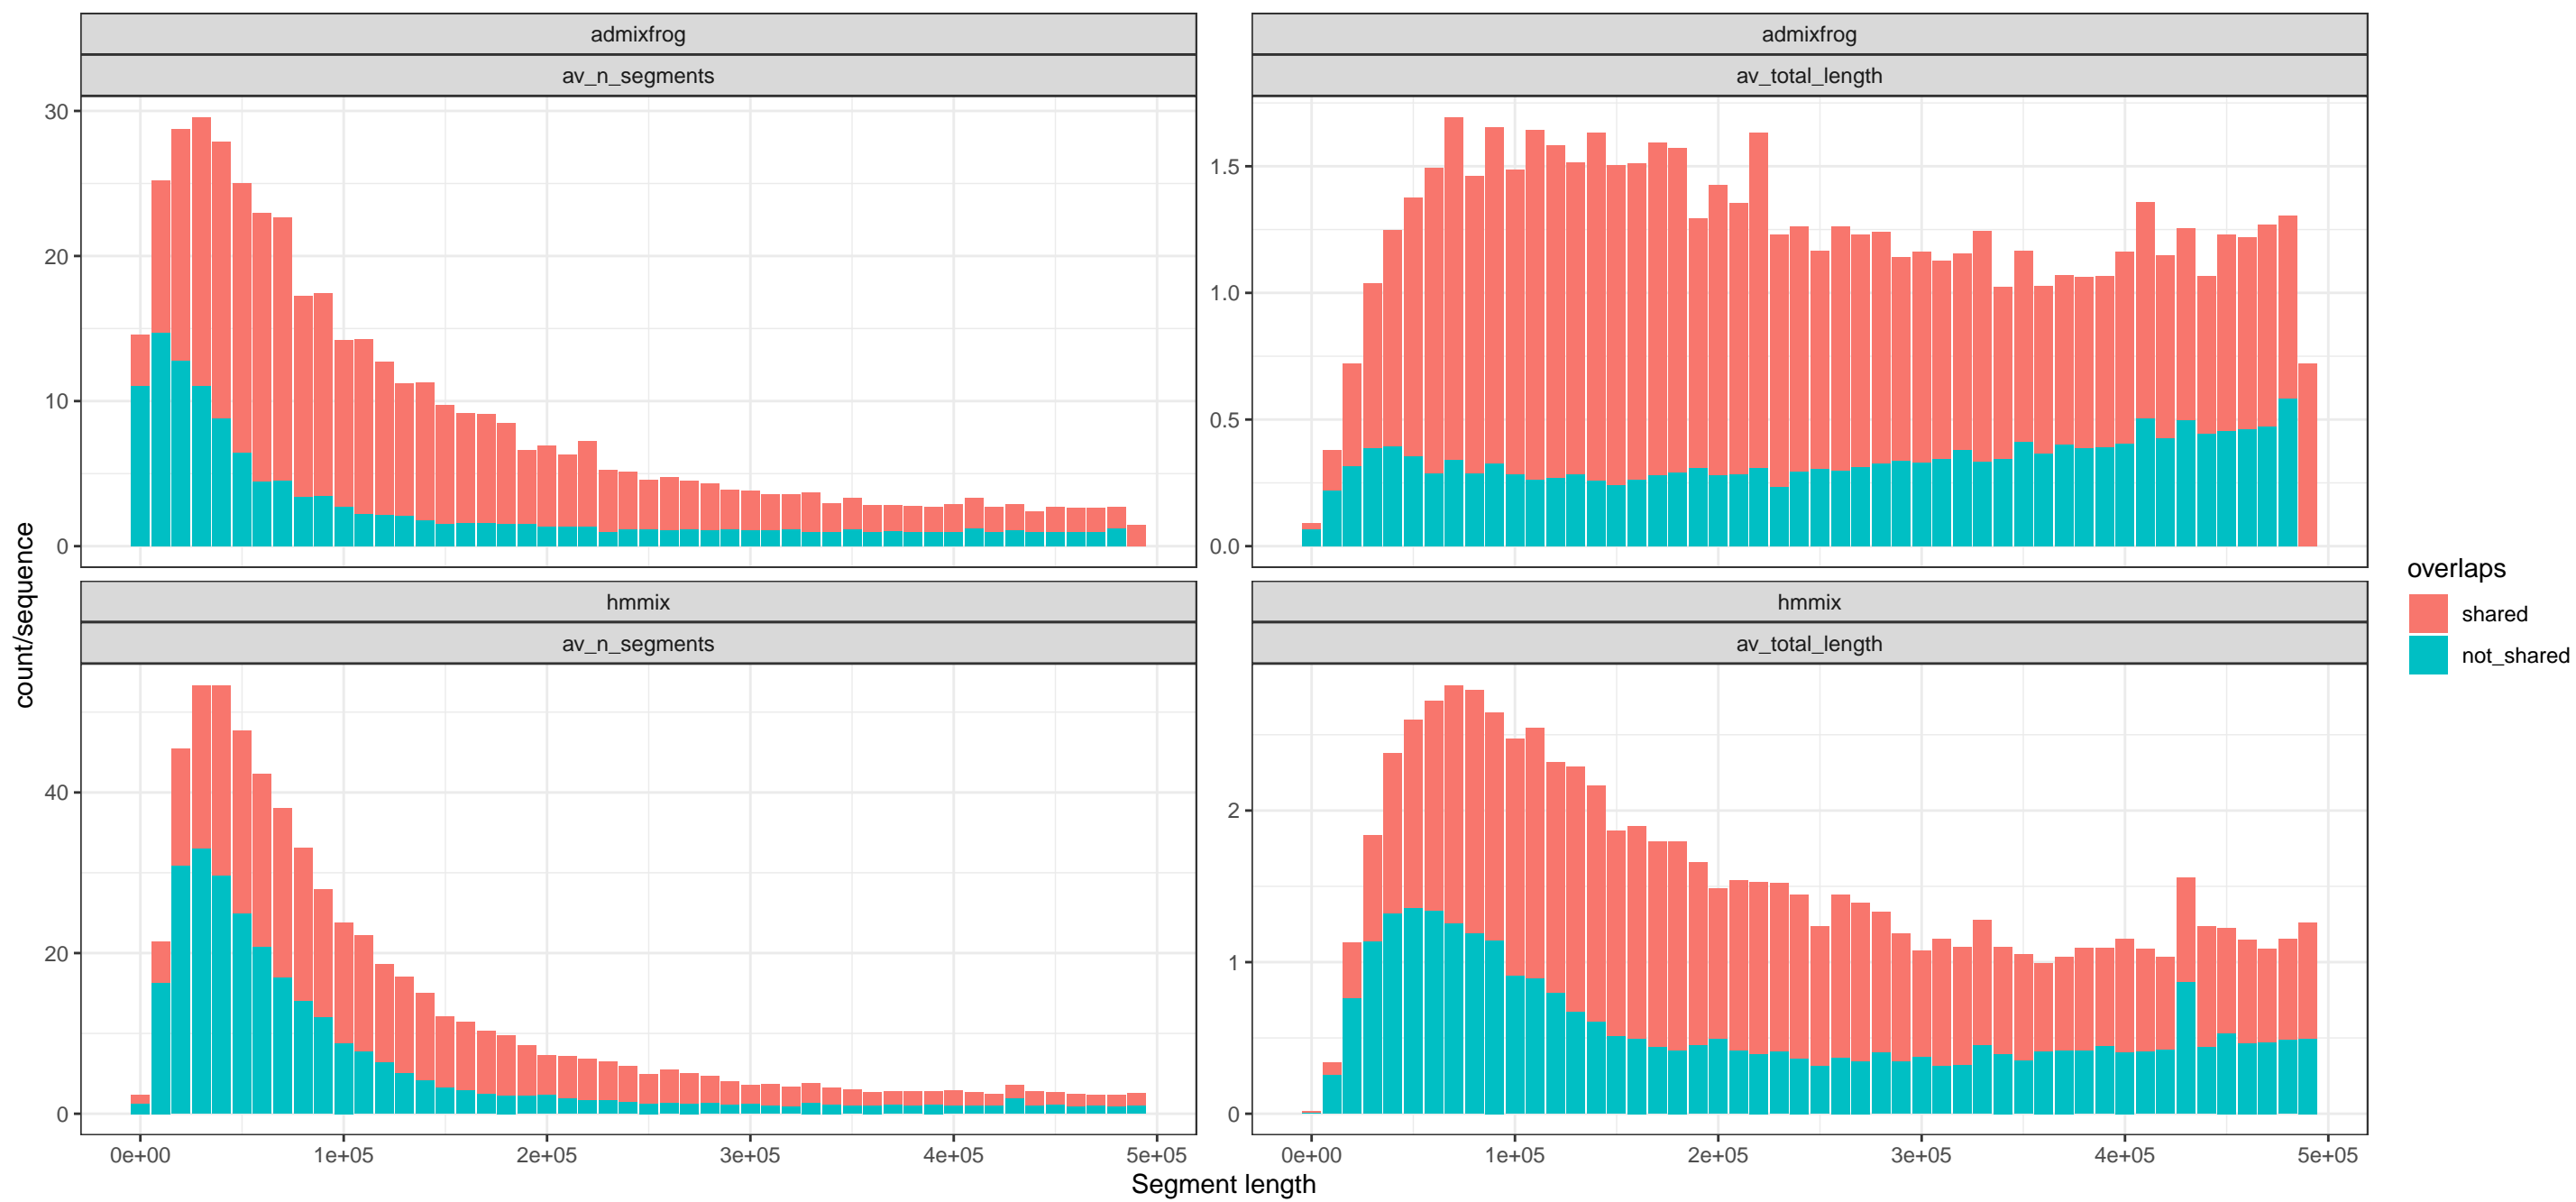 admixfrog
av_n_segments
admixfrog
av_total_length
30
20
10
0
1.5
1.0
0.5
0.0
hmmix
av_n_segments
hmmix
av_total_length
40
20
0
2
1
0
0e+00 1e+05 2e+05 3e+05 4e+05 5e+05
0e+00 1e+05 2e+05 3e+05 4e+05 5e+05
Segment length
count/sequence
overlaps
shared
not_shared